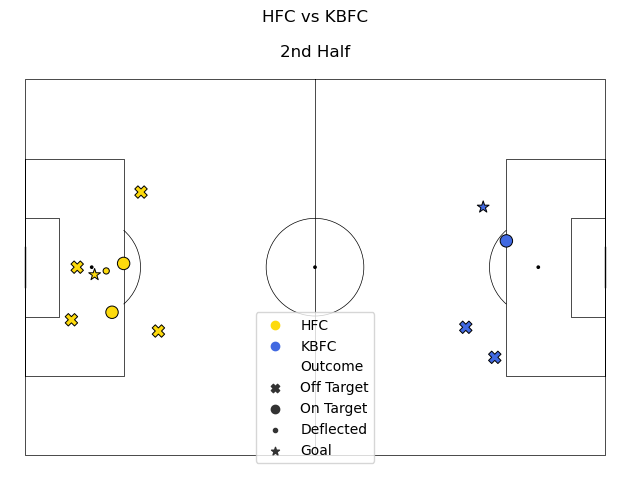 HFC vs KBFC
2nd Half
HFC
KBFC
Outcome
Off Target
On Target
Deflected
Goal